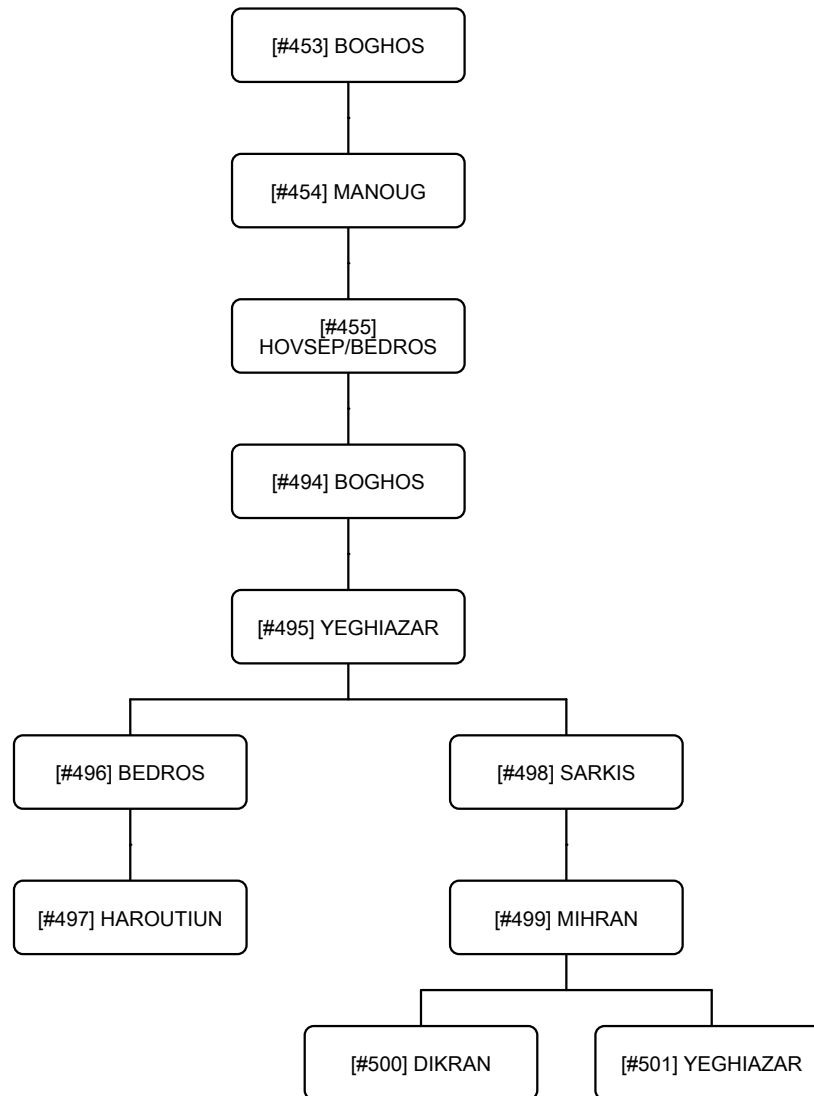 [#453] BOGHOS
[#454] MANOUG
[#455]
HOVSEP/BEDROS
[#494] BOGHOS
[#495] YEGHIAZAR
[#496] BEDROS
[#498] SARKIS
[#497] HAROUTIUN
[#499] MIHRAN
[#500] DIKRAN
[#501] YEGHIAZAR